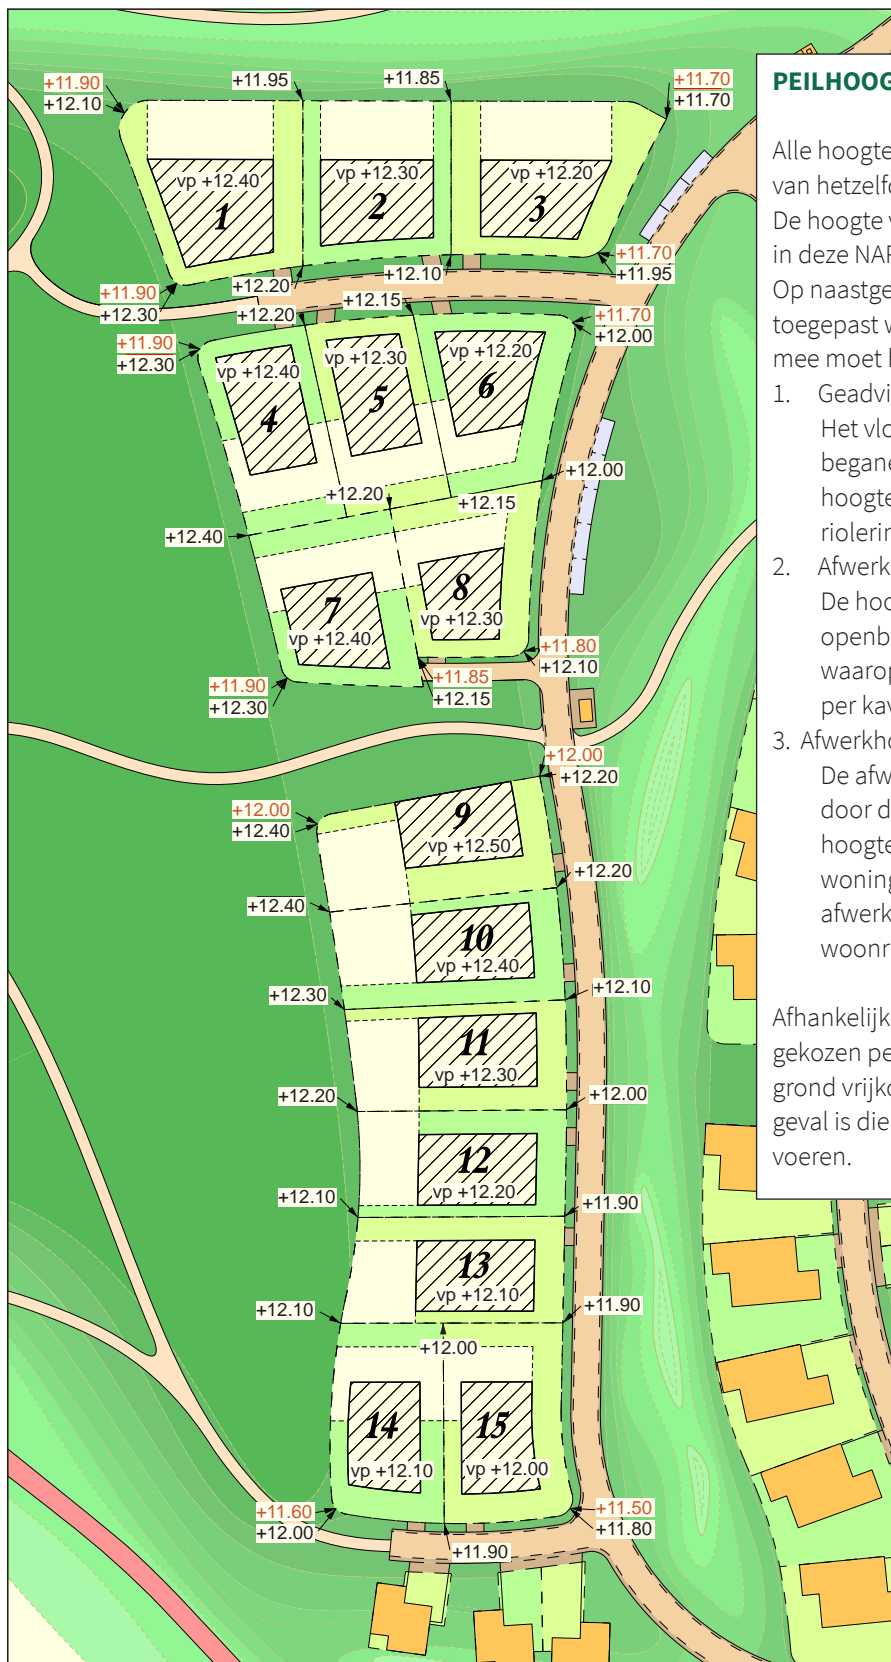 +11.90
+12.10
+11.95
+11.85
+11.70
+11.70
vp +12.40
1
vp +12.30
2
vp +12.20
3
+11.90
+12.30
+12.20
+12.10
+11.70
+11.95
+12.20
+12.15
+11.90
+12.30
+11.70
+12.00
vp +12.40
4
vp +12.30
5
vp +12.20
6
+12.00
+12.20
+12.15
+12.40
7
vp +12.40
8
vp +12.30
+11.80
+12.10
+11.85
+12.15
+11.90
+12.30
+12.00
+12.20
+12.00
+12.40
9
vp +12.50
+12.20
+12.40
10
vp +12.40
+12.30
+12.10
11
vp +12.30
+12.20
+12.00
12
vp +12.20
+12.10
+11.90
13
vp +12.10
+12.10
+11.90
+12.00
14
vp +12.10
15
vp +12.00
+11.60
+12.00
+11.50
+11.80
+11.90
PEILHOOG
Alle hoogte
van hetzelfd
De hoogte v
in deze NAP
Op naastge
toegepast w
mee moet
1. Geadvi
Het vlo
begane
hoogte
riolerin
2. Afwerk
De hoo
openb
waarop
per kav
3. Afwerkho
De afw
door d
hoogte
woning
afwerk
woonr
Afhankelijk
gekozen pe
grond vrijko
geval is die
voeren.